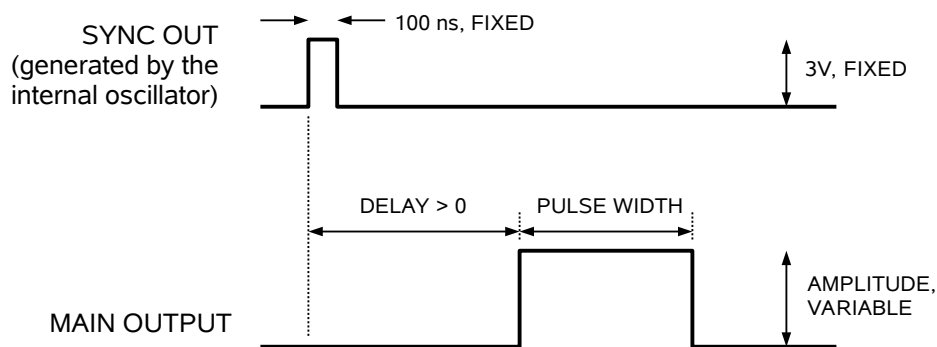 100 ns, FIXED
SYNC OUT
(generated by the
internal oscillator)
3V, FIXED
DELAY > 0
PULSE WIDTH
AMPLITUDE,
VARIABLE
MAIN OUTPUT